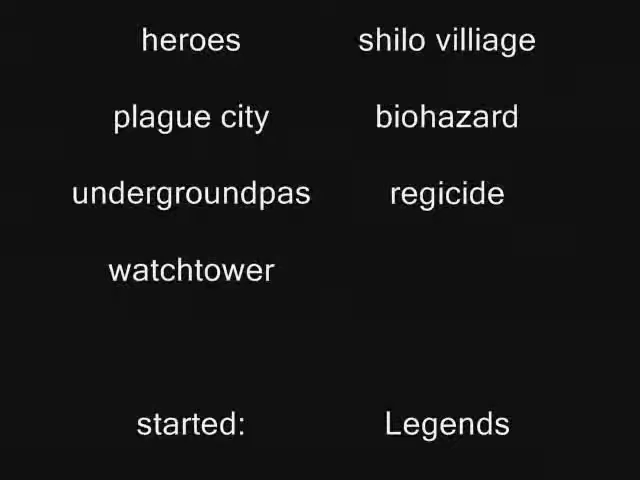 heroes shilo villiage
plague city biohazard
undergroundpas regicide
watchtower
started: Legends